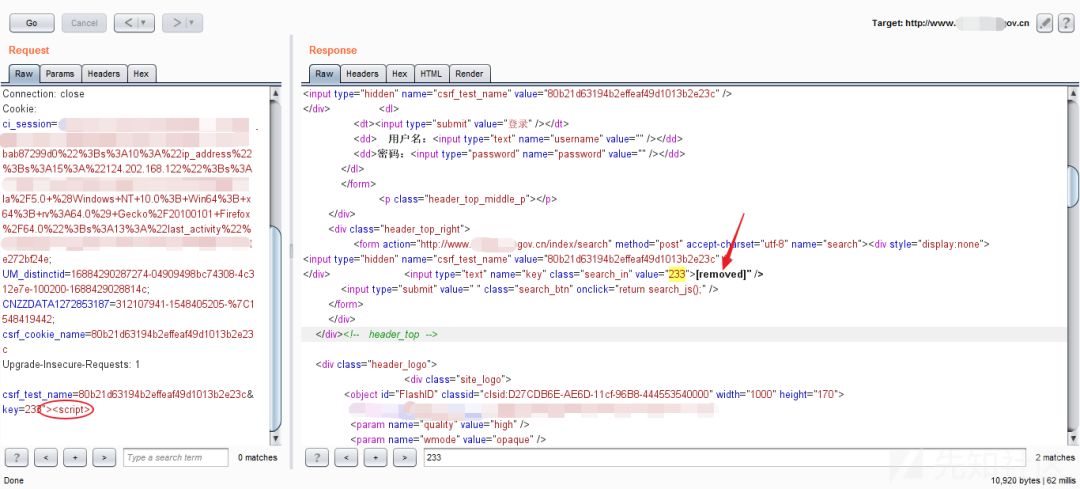 Go
Cancel
<
>
Target: http://www.
gov.cn
?
Request
Raw
Params
Headers
Hex
Connection: close
Cookie:
ci_session=
bab87299d0%22%3Bs%3A10%3A%22ip_address%22
%3Bs%3A15%3A%22124.202.168.122%22%3Bs%3A
la%2F5.0+%28Windows+NT+10.0%3B+Win64%3B+x
64%3B+rv%3A64.0%29+Gecko%2F20100101+Firefox
%2F64.0%22%3Bs%3A13%3A%22last_activity%22%
e272bf24e;
UM_distinctid=16884290287274-04909498bc74308-4c3
12e7e-100200-1688429028814c;
CNZZDATA1272853187=312107941-1548405205-%7C1
548419442;
csrf_cookie_name=80b21d63194b2effeaf49d1013b2e23
c
Upgrade-Insecure-Requests: 1
csrf_test_name=80b21d63194b2effeaf49d1013b2e23c&
key=233"><script>
?
<
+
>
Type a search term
0 matches
Response
Raw
Headers
Hex
HTML
Render
<input type="hidden" name="csrf_test_name" value="80b21d63194b2effeaf49d1013b2e23c" />
</div> <dl>
<dt><input type="submit" value="登录" /></dt>
<dd> 用户名：<input type="text" name="username" value="" /></dd>
<dd>密码：<input type="password" name="password" value="" /></dd>
</dl>
</form>
<p class="header_top_middle_p"></p>
</div>
<div class="header_top_right">
<form action="http://www. gov.cn/index/search" method="post" accept-charset="utf-8" name="search"><div style="display:none">
<input type="hidden" name="csrf_test_name" value="80b21d63194b2effeaf49d1013b2e23c" />
</div> <input type="text" name="key" class="search_in" value="233">[removed]" />
<input type="submit" value=" " class="search_btn" onclick="return search_js();" />
</form>
</div>
</div><!-- header_top -->
<div class="header_logo">
<div class="site_logo">
<object id="FlashID" classid="clsid:D27CDB6E-AE6D-11cf-96B8-444553540000" width="1000" height="170">
<param name="quality" value="high" />
<param name="wmode" value="opaque" />
?
<
+
>
233
2 matches
先知社区
Done
10,920 bytes | 62 millis